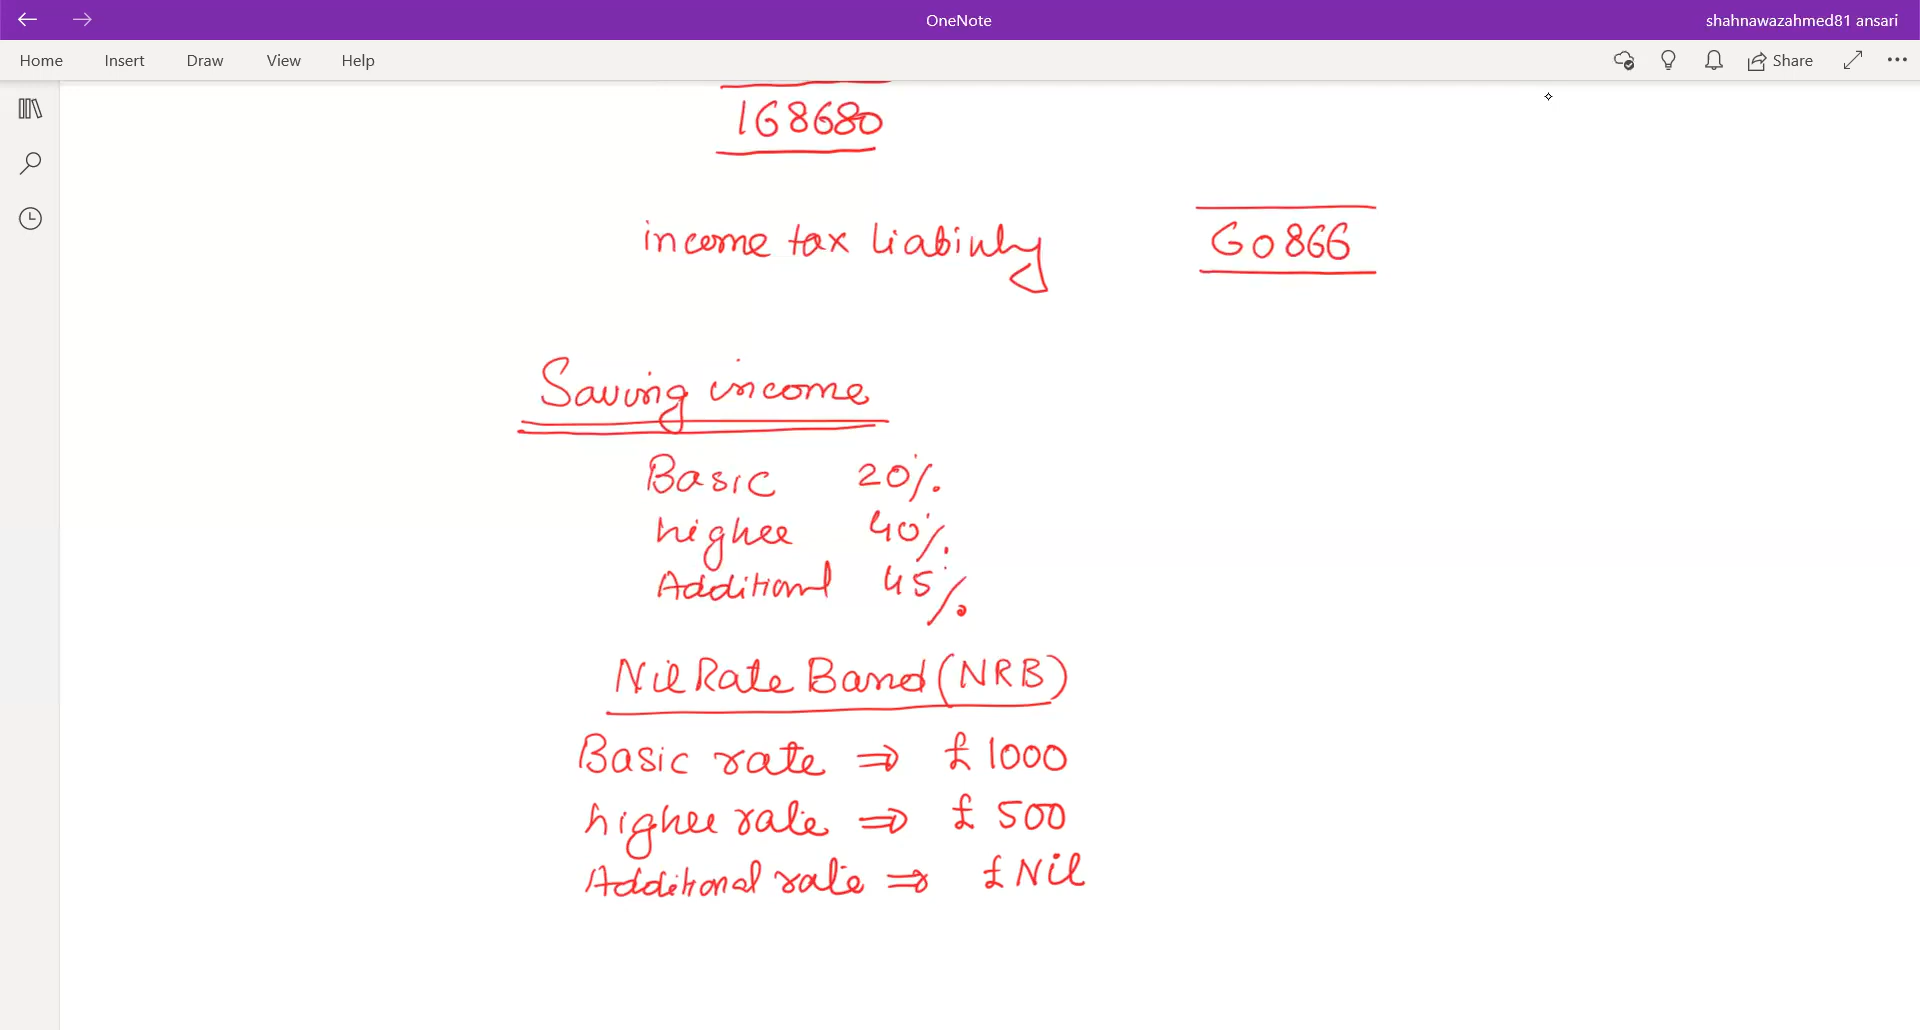 OneNote
shahnawazahmed81 ansari
Home Insert Draw View Help Share
168680
income tax liability 60866
Saving income
Basic 20%.
higher 40%.
Additional 45%.
Nil Rate Band (NRB)
Basic rate ⇒ £1000
higher rate ⇒ £ 500
Additional rate ⇒ £ Nil